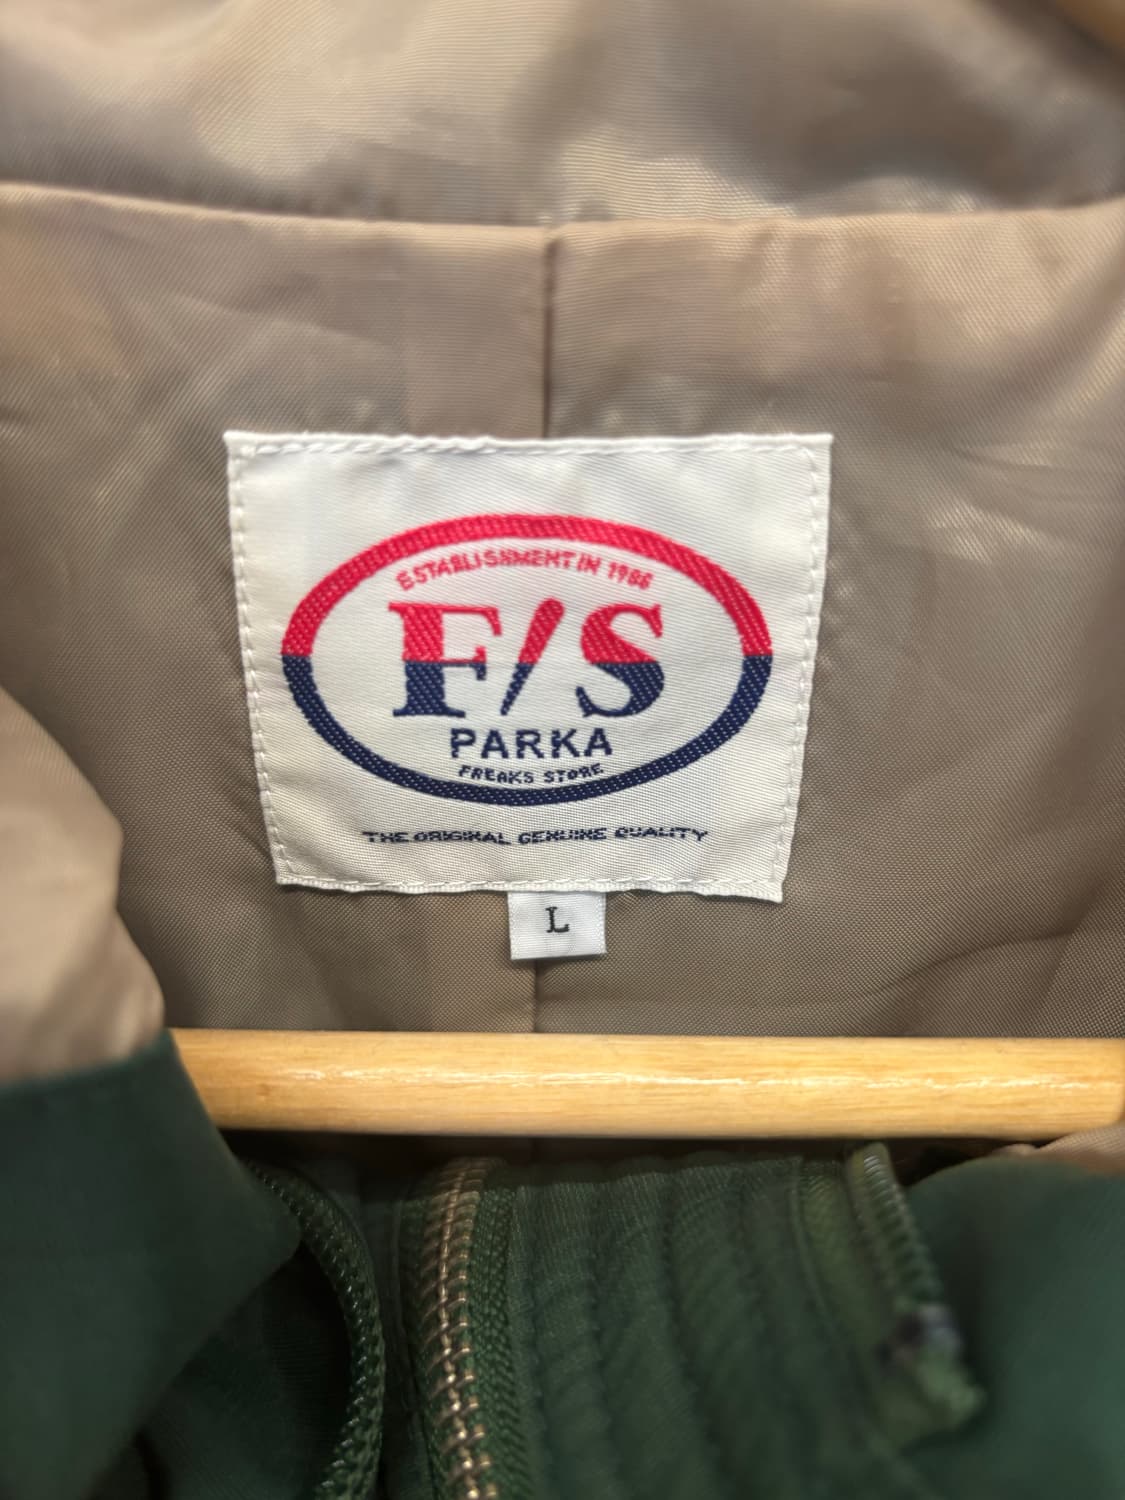 ESTABLISHMENT IN 1986
F/S
PARKA
FREAKS STORE
THE ORIGINAL GENUINE QUALITY
L